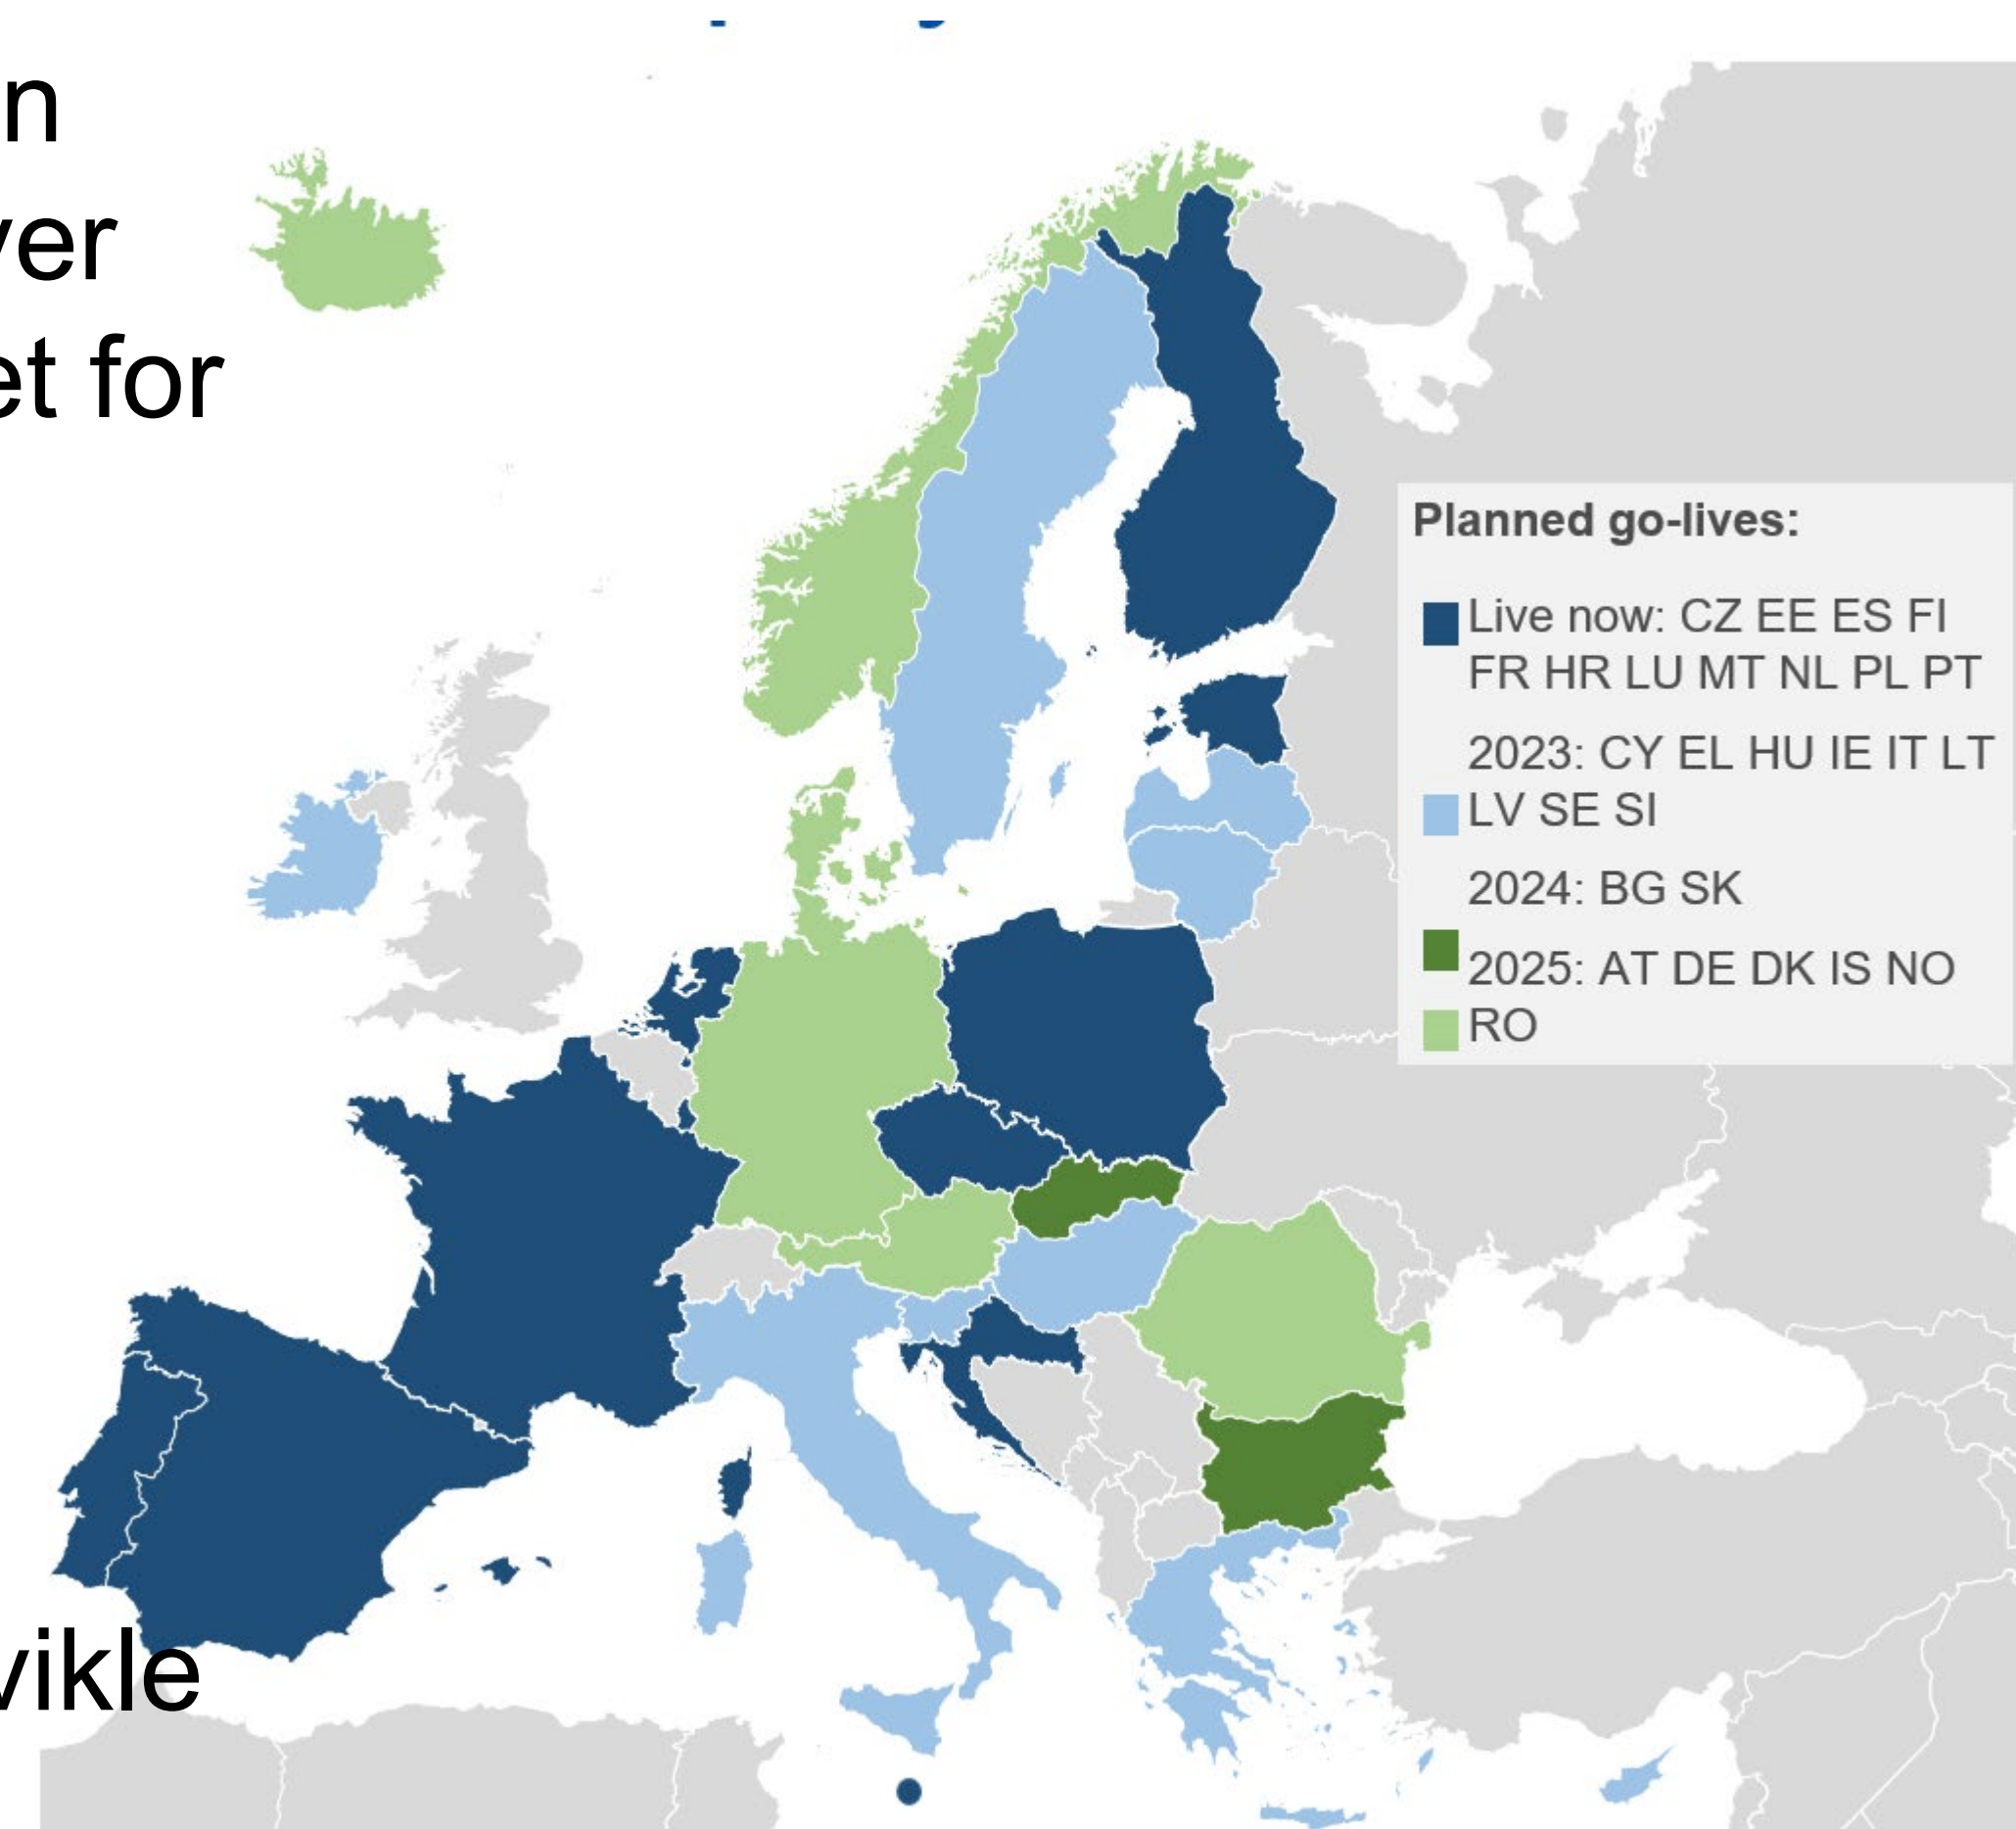 n
ver
et for
Planned go-lives:
Live now: CZ EE ES FI
FR HR LU MT NL PL PT
2023: CY EL HU IE IT LT
LV SE SI
2024: BG SK
2025: AT DE DK IS NO
RO
vikle